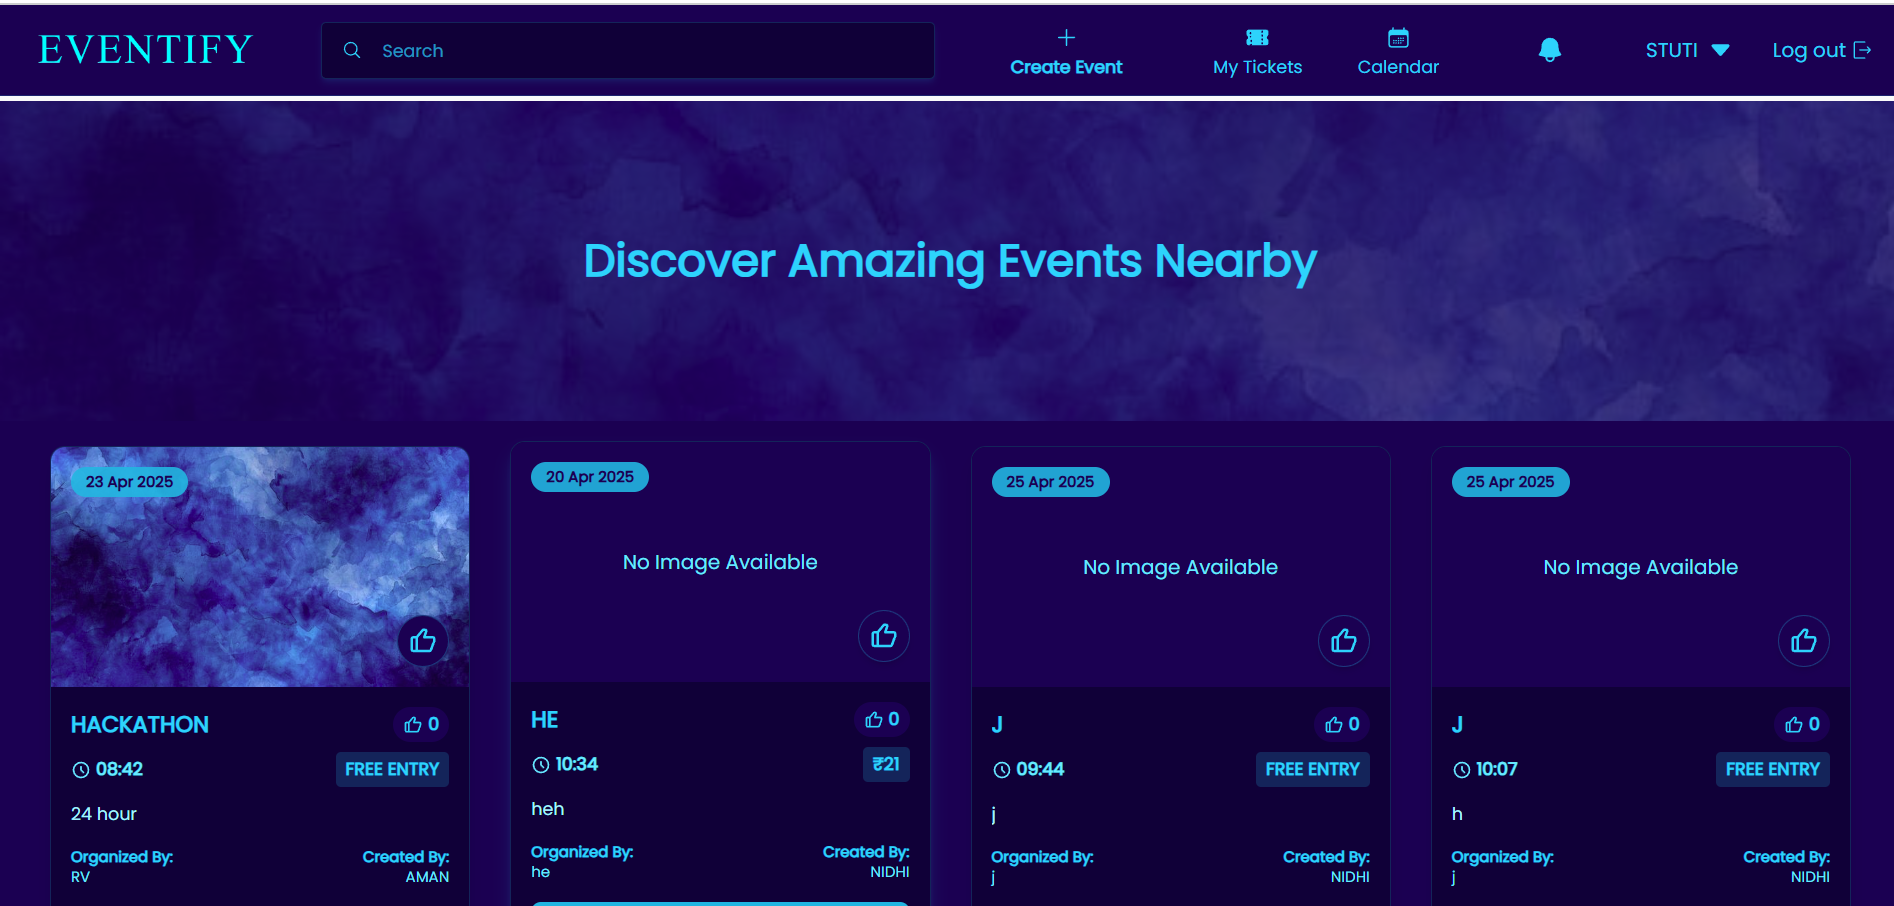 EVENTIFY
Search
Create Event
My Tickets
Calendar
STUTI
Log out
Discover Amazing Events Nearby
23 Apr 2025
HACKATHON
0
08:42
FREE ENTRY
24 hour
Organized By:
RV
Created By:
AMAN
20 Apr 2025
No Image Available
HE
0
10:34
₹21
heh
Organized By:
he
Created By:
NIDHI
25 Apr 2025
No Image Available
J
0
09:44
FREE ENTRY
j
Organized By:
j
Created By:
NIDHI
25 Apr 2025
No Image Available
J
0
10:07
FREE ENTRY
h
Organized By:
j
Created By:
NIDHI